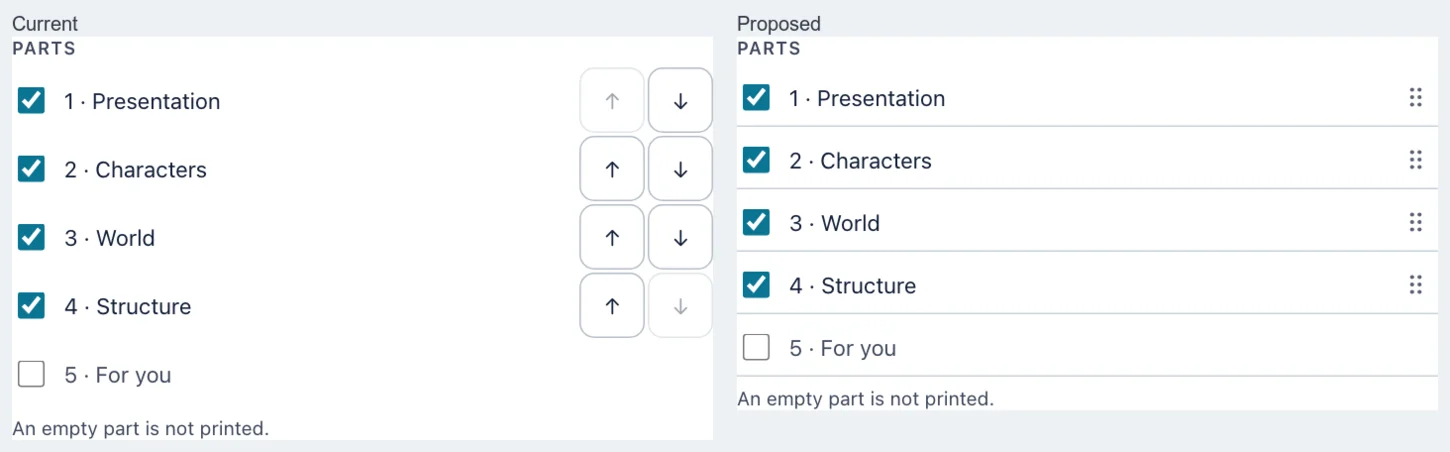 Current
PARTS
1 · Presentation
↑ ↓
2 · Characters
↑ ↓
3 · World
↑ ↓
4 · Structure
↑ ↓
5 · For you
An empty part is not printed.
Proposed
PARTS
1 · Presentation
2 · Characters
3 · World
4 · Structure
5 · For you
An empty part is not printed.